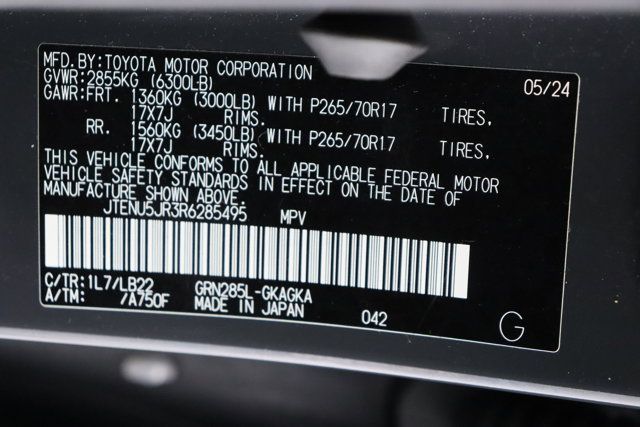 MFD.BY:TOYOTA MOTOR CORPORATION 05/24
GVWR:2855KG (6300LB)
GAWR:FRT. 1360KG (3000LB) WITH P265/70R17 TIRES,
17X7J RIMS.
RR. 1560KG (3450LB) WITH P265/70R17 TIRES,
17X7J RIMS.
THIS VEHICLE CONFORMS TO ALL APPLICABLE FEDERAL MOTOR
VEHICLE SAFETY STANDARDS IN EFFECT ON THE DATE OF
MANUFACTURE SHOWN ABOVE.
JTENU5JR3R6285495 MPV
C/TR:1L7/LB22 GRN285L-GKAGKA
A/TM: /A750F MADE IN JAPAN 042 G